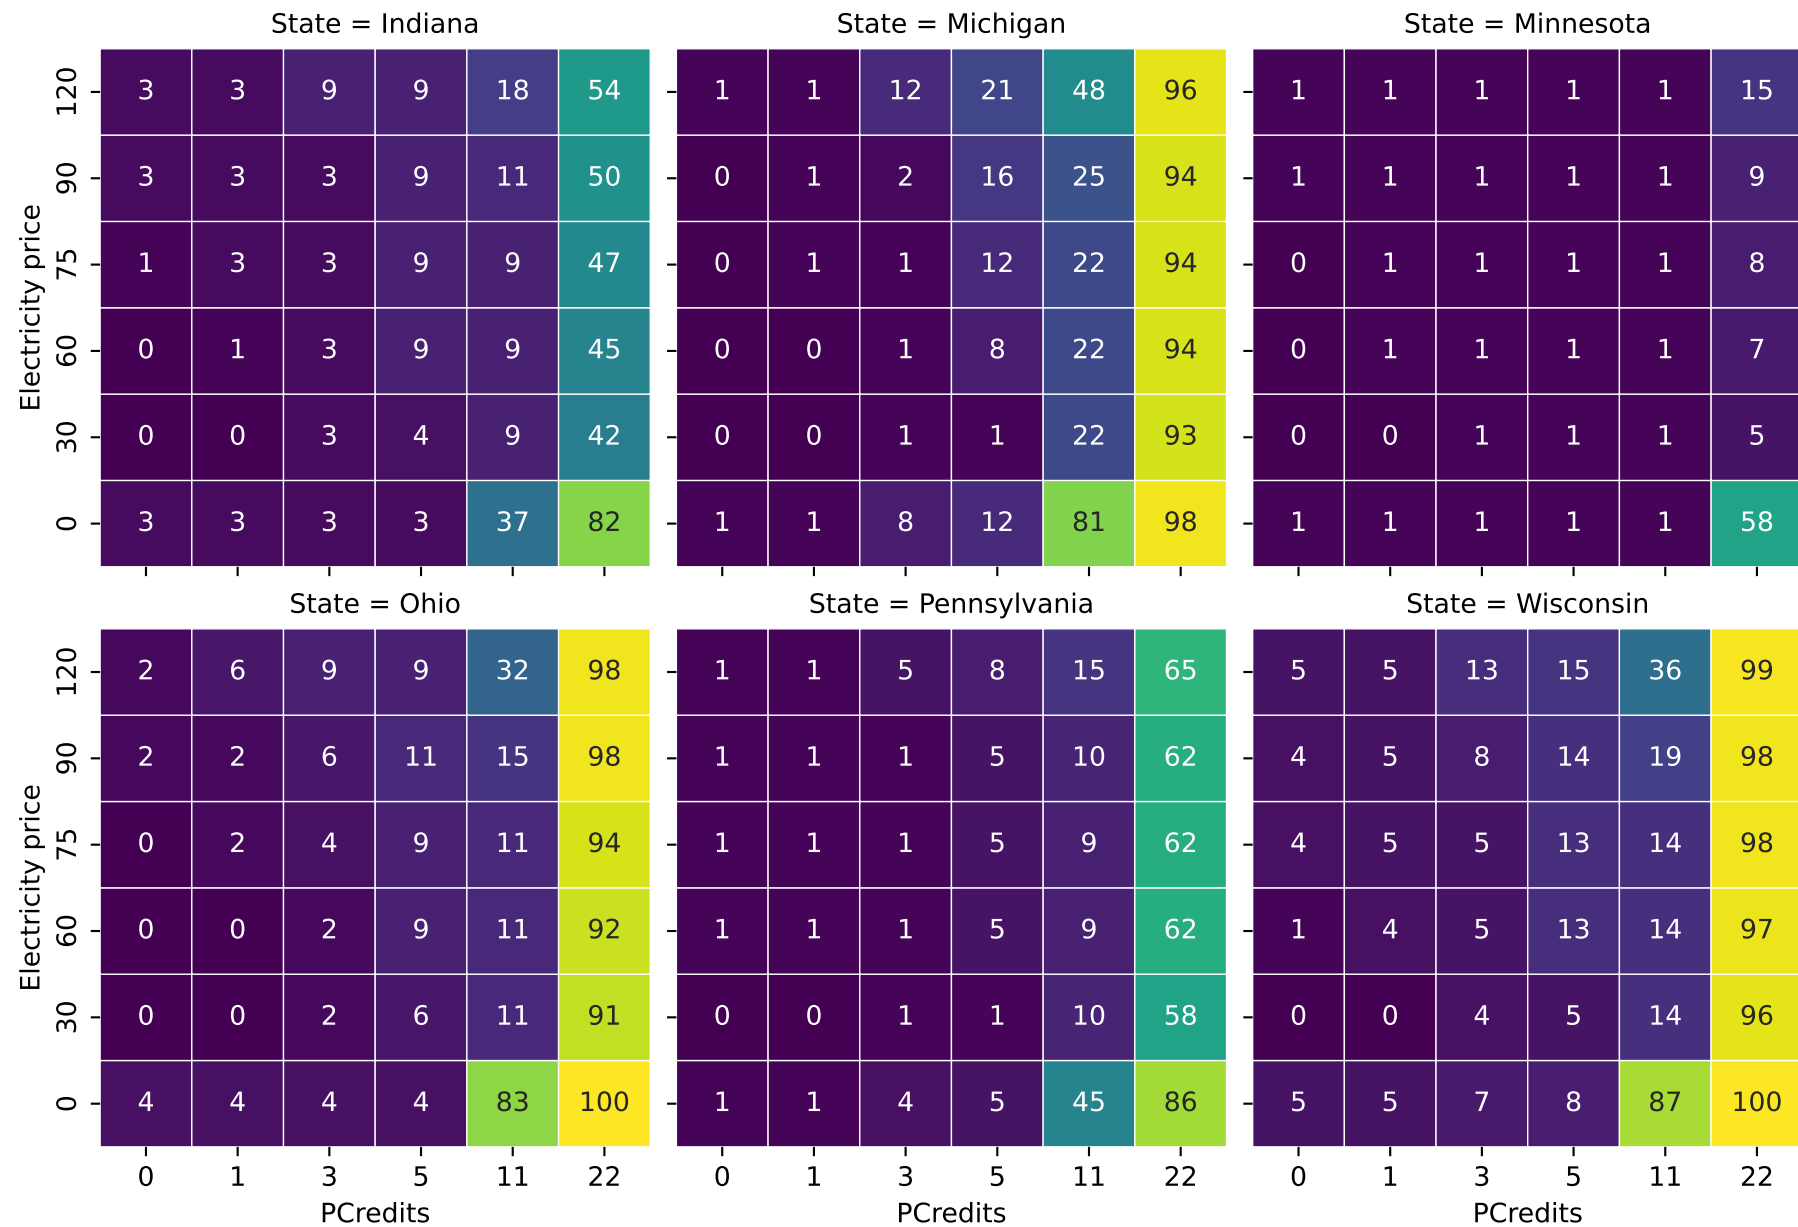 State = Indiana State = Michigan State = Minnesota
120 3 3 9 9 18 54 1 1 12 21 48 96 1 1 1 1 1 15
90 3 3 3 9 11 50 0 1 2 16 25 94 1 1 1 1 1 9
75 1 3 3 9 9 47 0 1 1 12 22 94 0 1 1 1 1 8
60 0 1 3 9 9 45 0 0 1 8 22 94 0 1 1 1 1 7
30 0 0 3 4 9 42 0 0 1 1 22 93 0 0 1 1 1 5
0 3 3 3 3 37 82 1 1 8 12 81 98 1 1 1 1 1 58
Electricity price
State = Ohio State = Pennsylvania State = Wisconsin
120 2 6 9 9 32 98 1 1 5 8 15 65 5 5 13 15 36 99
90 2 2 6 11 15 98 1 1 1 5 10 62 4 5 8 14 19 98
75 0 2 4 9 11 94 1 1 1 5 9 62 4 5 5 13 14 98
60 0 0 2 9 11 92 1 1 1 5 9 62 1 4 5 13 14 97
30 0 0 2 6 11 91 0 0 1 1 10 58 0 0 4 5 14 96
0 4 4 4 4 83 100 1 1 4 5 45 86 5 5 7 8 87 100
Electricity price
0 1 3 5 11 22 0 1 3 5 11 22 0 1 3 5 11 22
PCredits PCredits PCredits